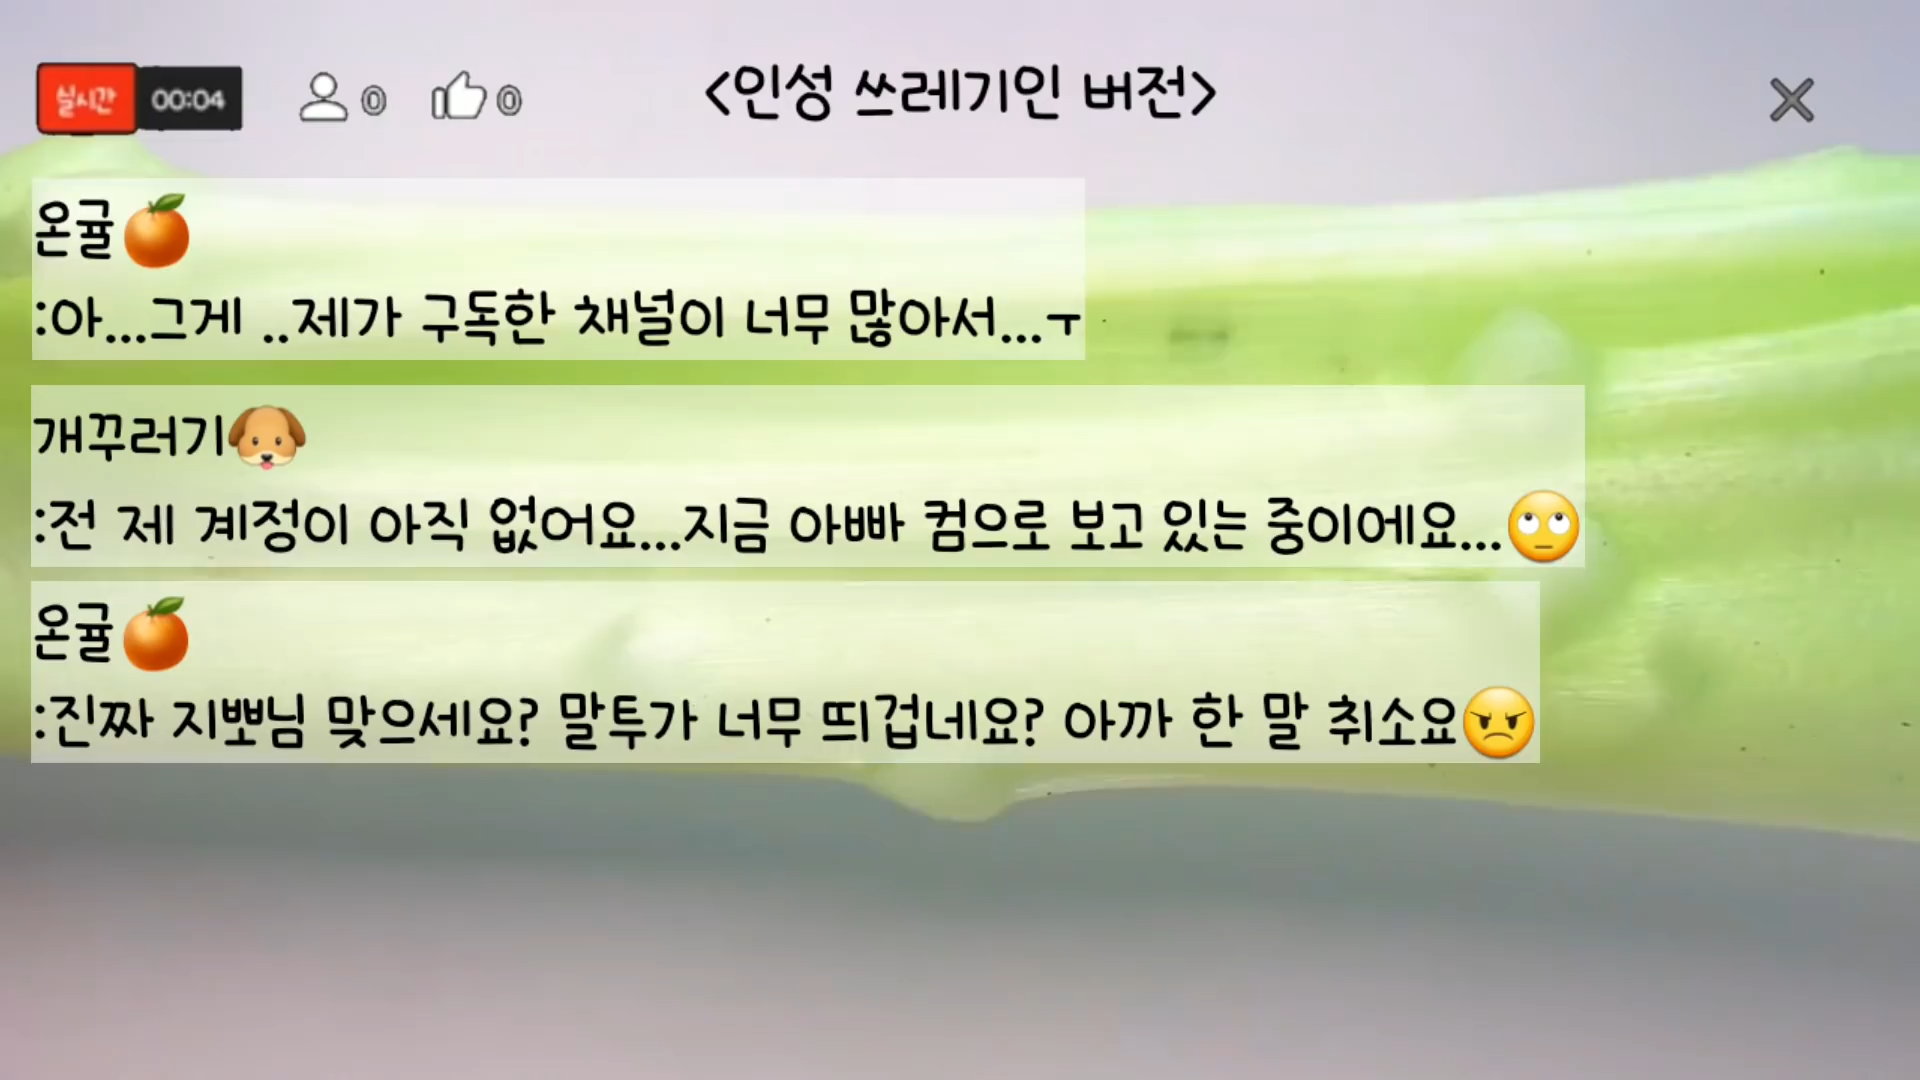 실시간 00:04 0 0 <인성 쓰레기인 버전>
온귤🍊
:아...그게 ..제가 구독한 채널이 너무 많아서...ㅜ
개꾸러기🐶
:전 제 계정이 아직 없어요...지금 아빠 컴으로 보고 있는 중이에요...🙄
온귤🍊
:진짜 지뽀님 맞으세요? 말투가 너무 띄겁네요? 아까 한 말 취소요😠